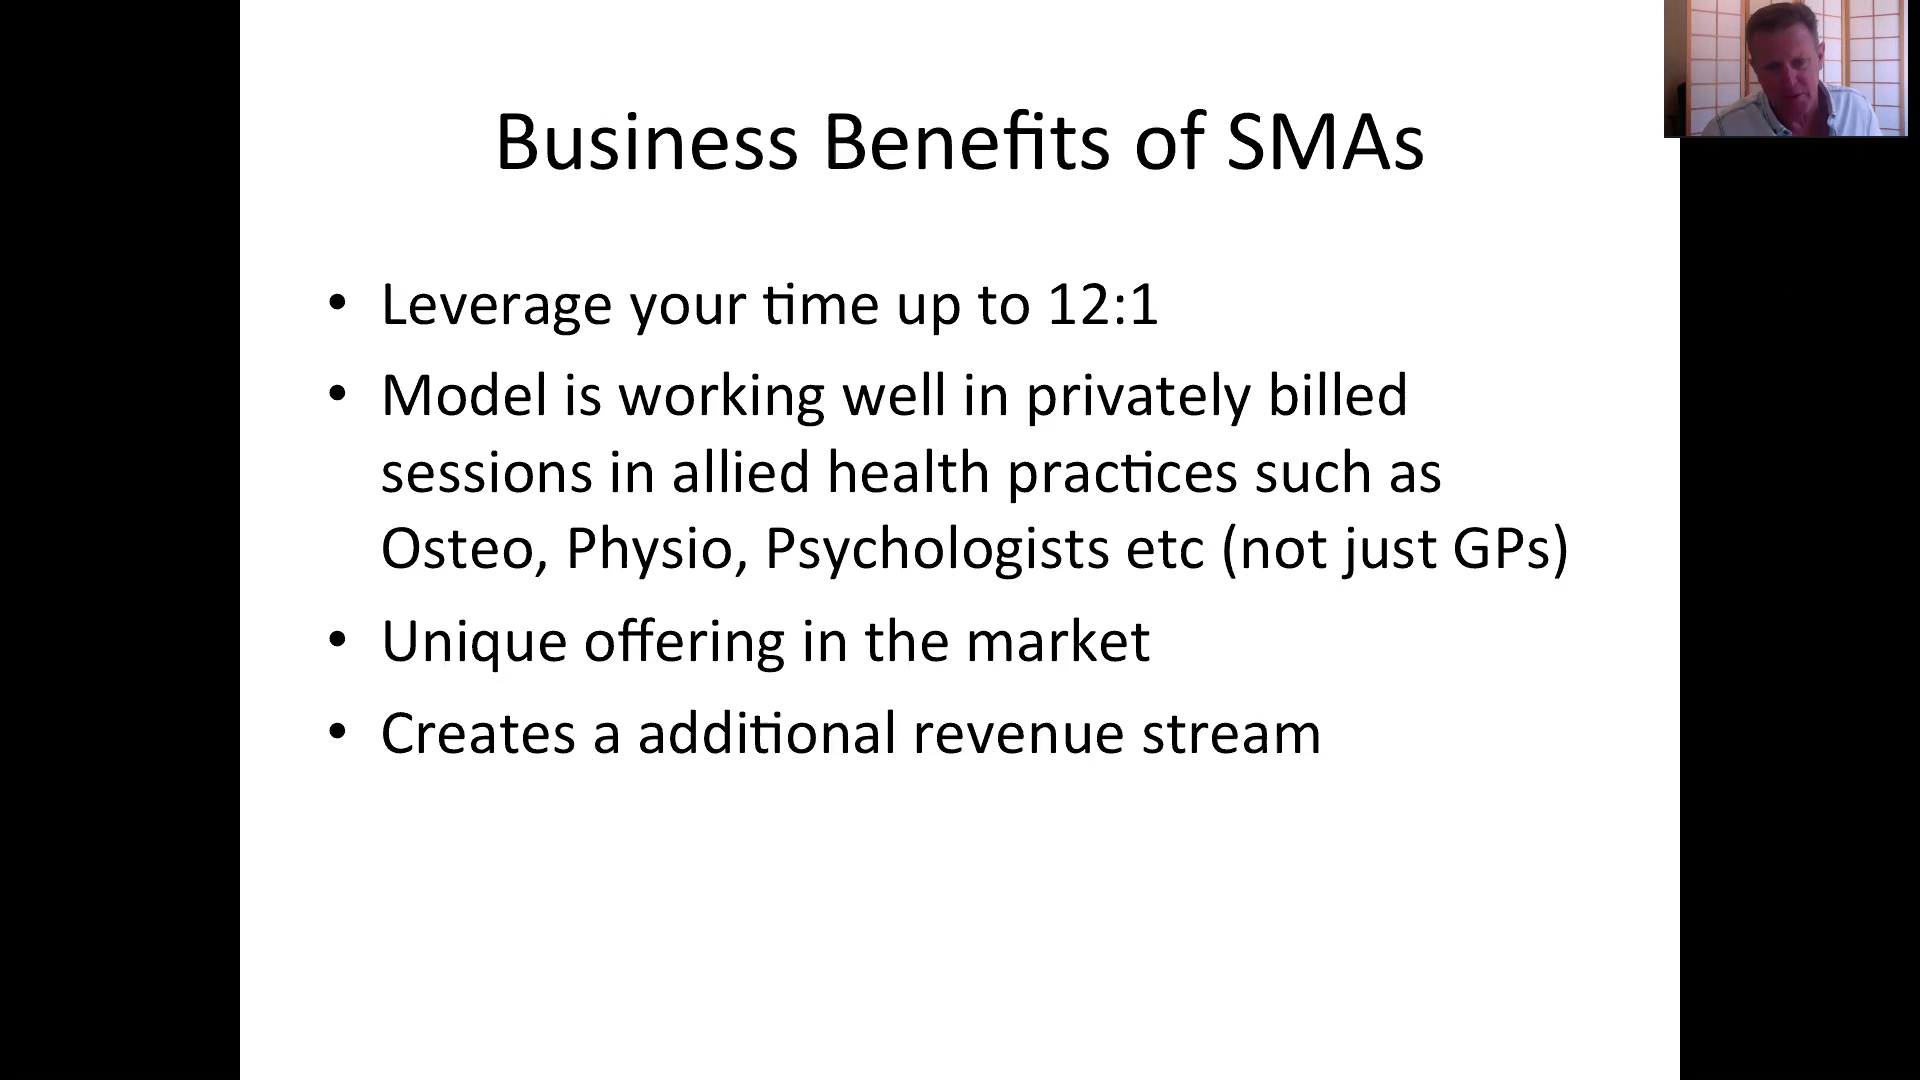 Business Benefits of SMAs
• Leverage your time up to 12:1
• Model is working well in privately billed
sessions in allied health practices such as
Osteo, Physio, Psychologists etc (not just GPs)
• Unique offering in the market
• Creates a additional revenue stream